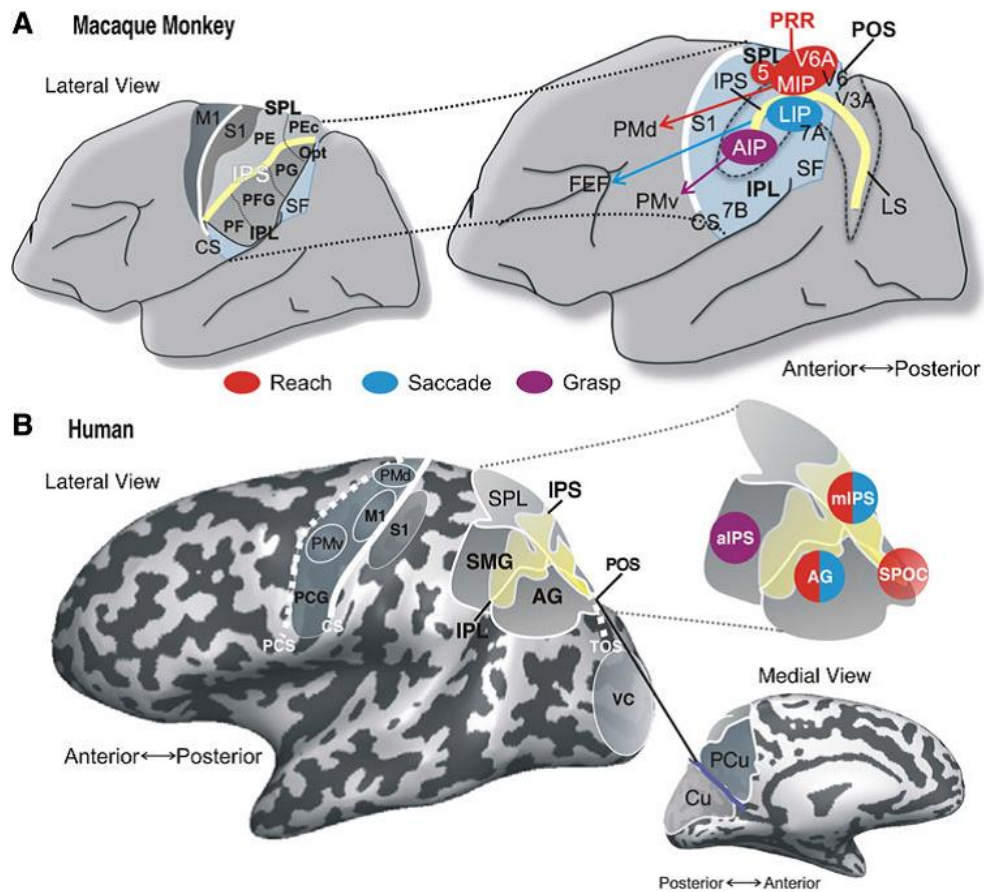 A Macaque Monkey
Lateral View
M1
S1
SPL
PE
PEc
Opt
IPS
PG
PFG
SF
PF
IPL
CS
PRR
POS
SPL
V6A
5
MIP
V6
IPS
V3A
S1
LIP
PMd
7A
AIP
FEF
SF
PMv
IPL
LS
7B
CS
Anterior↔Posterior
Reach
Saccade
Grasp
B Human
Lateral View
PMd
M1
S1
PMv
PCG
PCS
CS
SPL
IPS
SMG
AG
IPL
POS
TOS
VC
Anterior↔Posterior
mIPS
aIPS
AG
SPOC
Medial View
PCu
Cu
Posterior↔Anterior